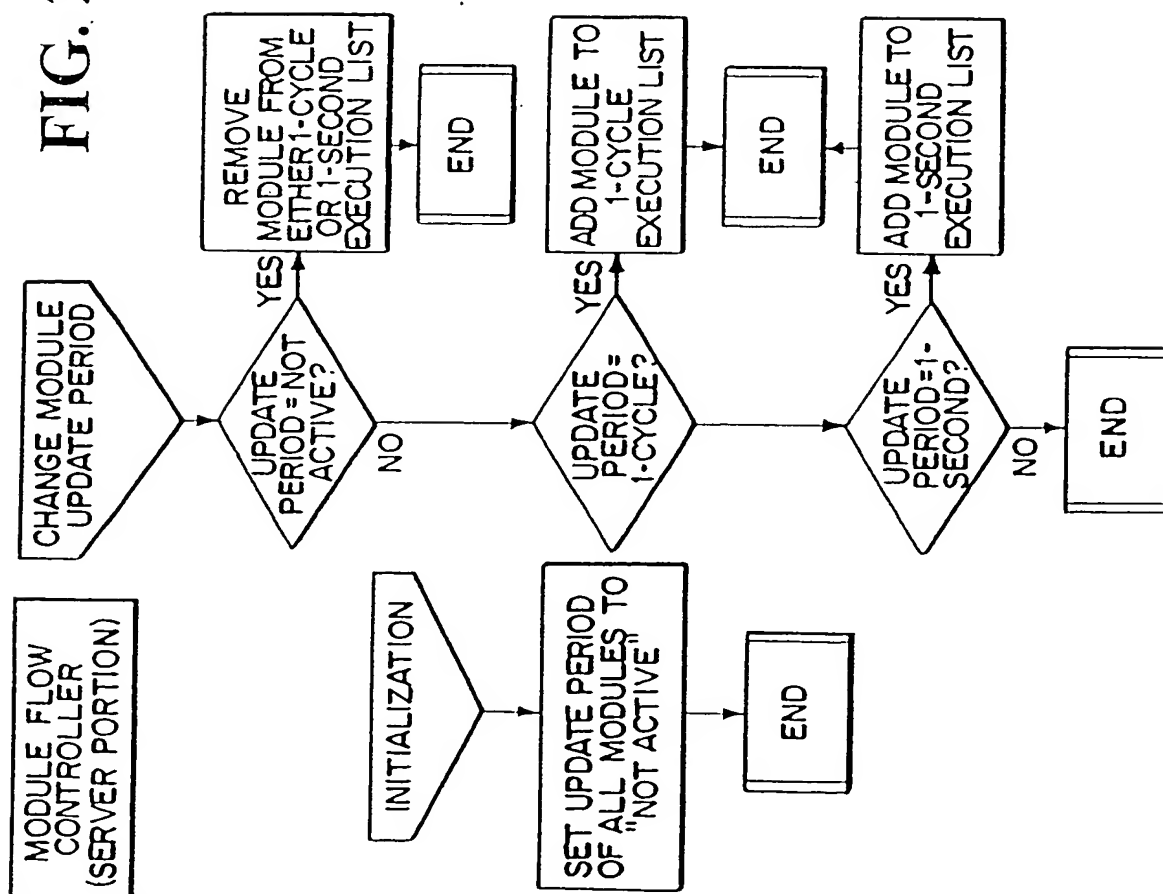 FIG.
MODULE FLOW
CONTROLLER
(SERVER PORTION)
INITIALIZATION
SET UPDATE PERIOD
OF ALL MODULES TO
"NOT ACTIVE"
END
CHANGE MODULE
UPDATE PERIOD
UPDATE
PERIOD=NOT
ACTIVE?
YES
REMOVE
MODULE FROM
EITHER 1-CYCLE
OR 1-SECOND
EXECUTION LIST
END
NO
UPDATE
PERIOD=
1-CYCLE?
YES
ADD MODULE TO
1-CYCLE
EXECUTION LIST
END
UPDATE
PERIOD=1-
SECOND?
YES
ADD MODULE TO
1-SECOND
EXECUTION LIST
NO
END